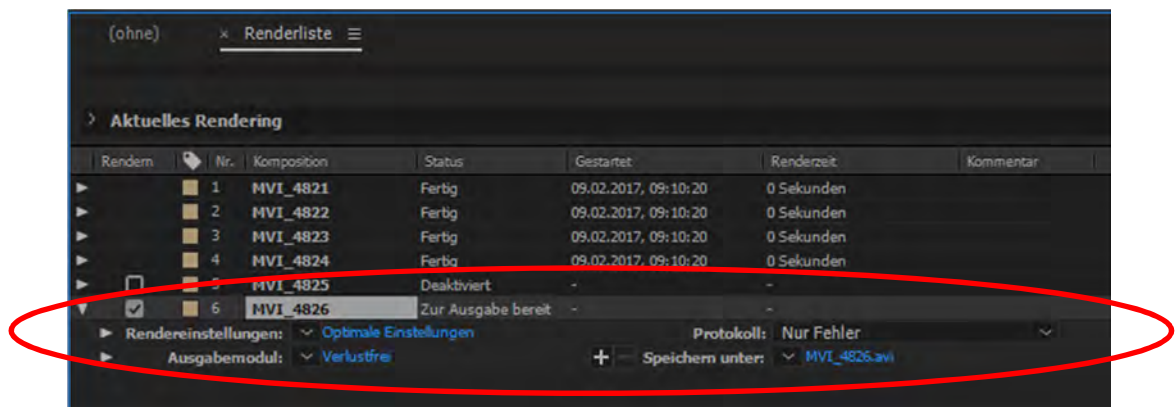 (ohne) × Renderliste
Aktuelles Rendering
Rendern Nr. Komposition Status Gestartet Renderzeit Kommentar
1 MVI_4821 Fertig 09.02.2017, 09:10:20 0 Sekunden
2 MVI_4822 Fertig 09.02.2017, 09:10:20 0 Sekunden
3 MVI_4823 Fertig 09.02.2017, 09:10:20 0 Sekunden
4 MVI_4824 Fertig 09.02.2017, 09:10:20 0 Sekunden
5 MVI_4825 Deaktiviert - -
6 MVI_4826 Zur Ausgabe bereit -
Rendereinstellungen: Optimale Einstellungen Protokoll: Nur Fehler
Ausgabemodul: Verlustfrei + − Speichern unter: MVI_4826.avi